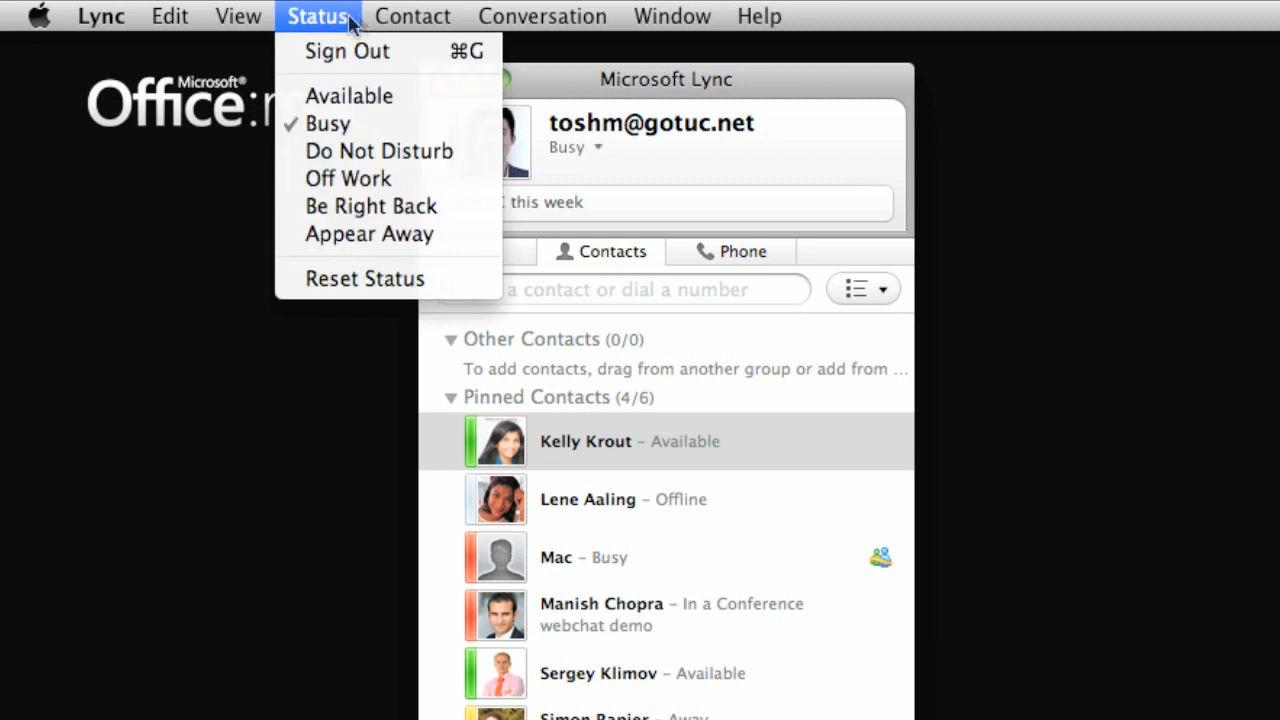 Lync Edit View Status Contact Conversation Window Help
Sign Out ⌘G
Available
✓ Busy
Do Not Disturb
Off Work
Be Right Back
Appear Away
Reset Status
Microsoft®
Office:
Microsoft Lync
toshm@gotuc.net
Busy ▾
this week
Contacts Phone
a contact or dial a number
Other Contacts (0/0)
To add contacts, drag from another group or add from ...
Pinned Contacts (4/6)
Kelly Krout – Available
Lene Aaling – Offline
Mac – Busy
Manish Chopra – In a Conference
webchat demo
Sergey Klimov – Available
Simon Rapier – Away